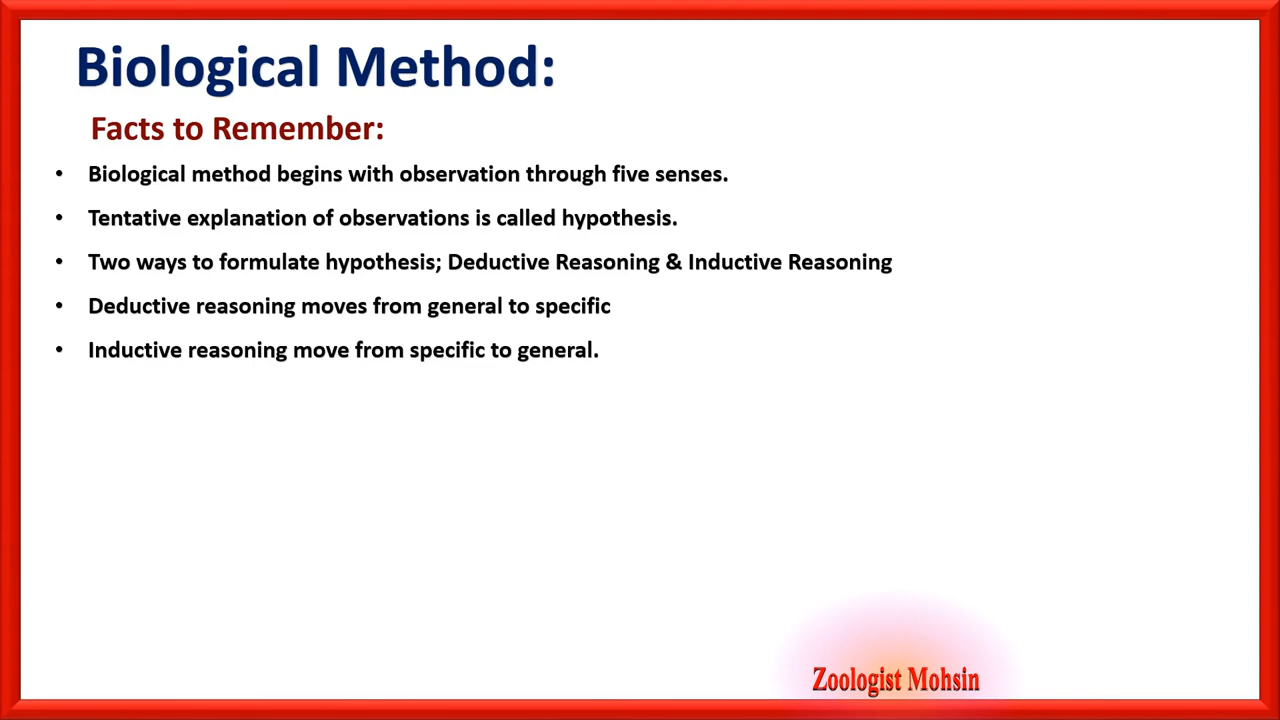 Biological Method:
Facts to Remember:
• Biological method begins with observation through five senses.
• Tentative explanation of observations is called hypothesis.
• Two ways to formulate hypothesis; Deductive Reasoning & Inductive Reasoning
• Deductive reasoning moves from general to specific
• Inductive reasoning move from specific to general.
Zoologist Mohsin